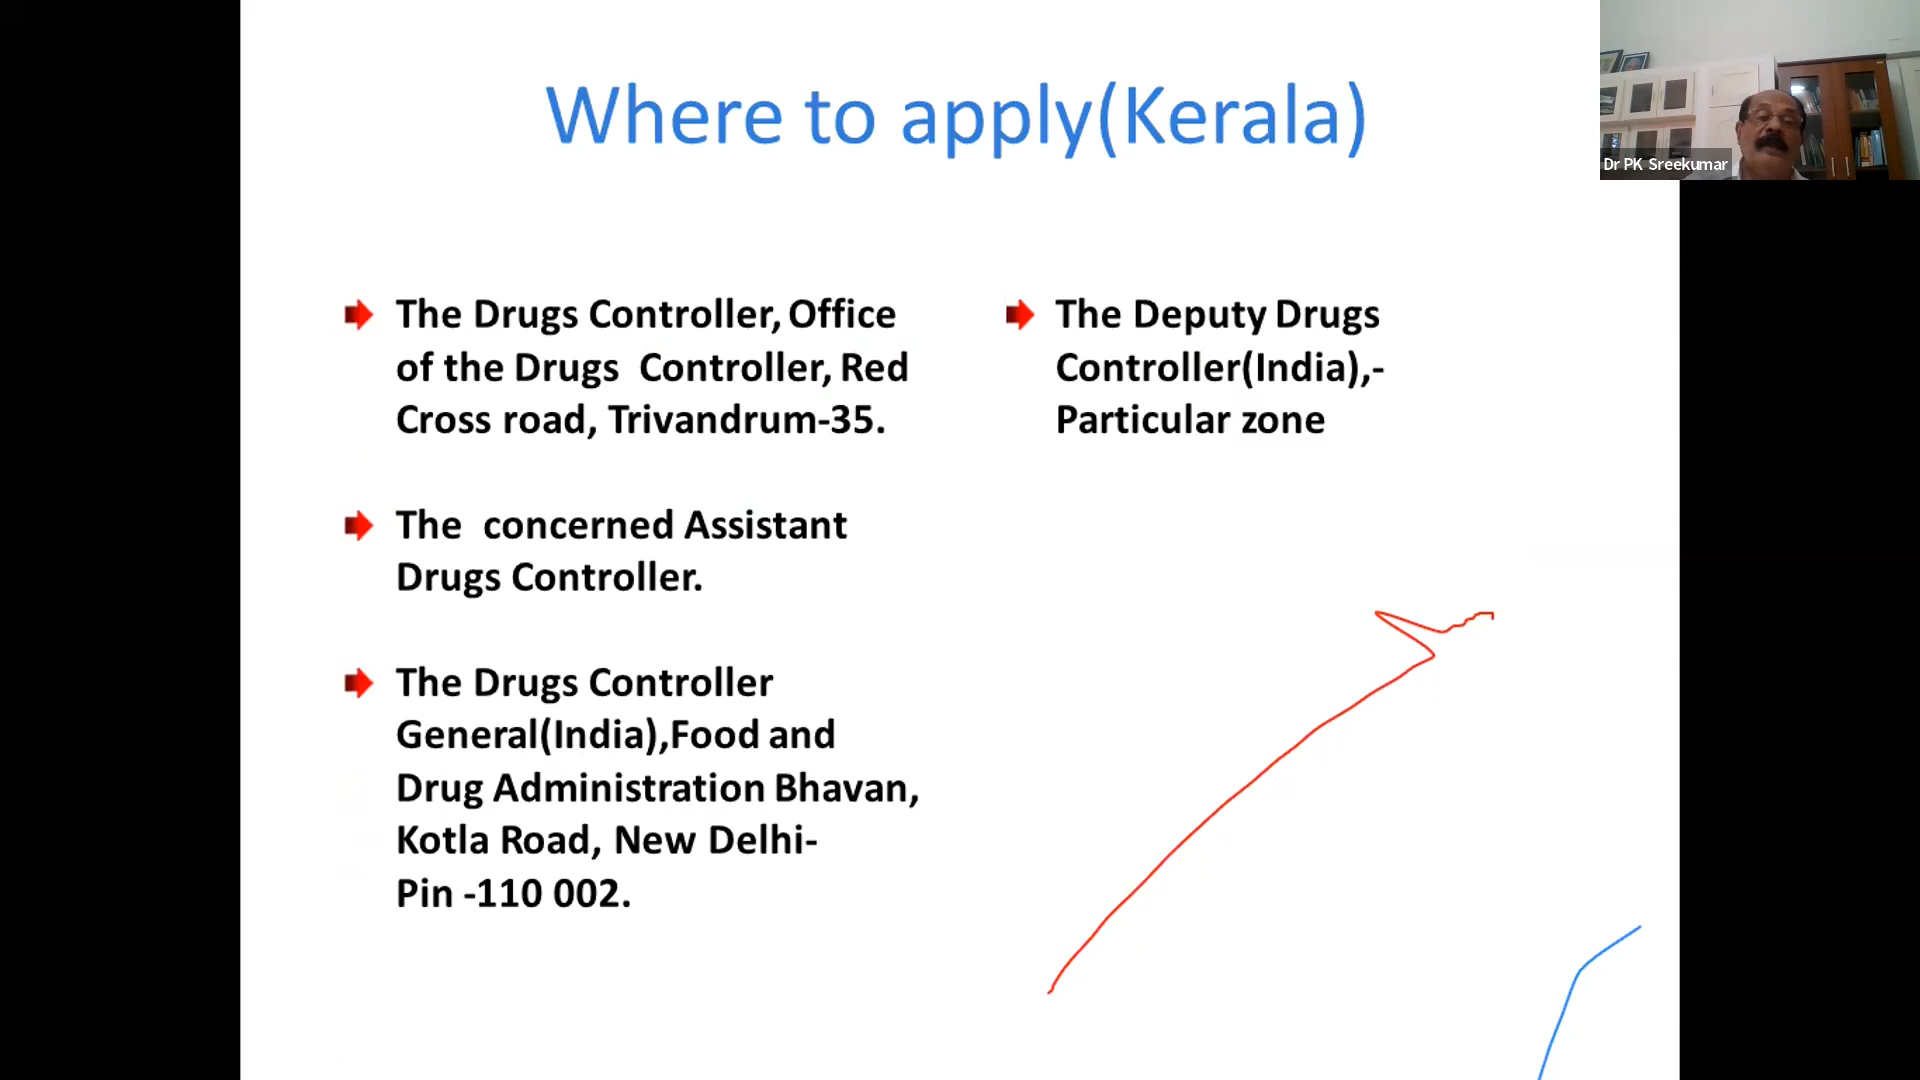 Where to apply(Kerala)
The Drugs Controller, Office
of the Drugs  Controller, Red
Cross road, Trivandrum-35.
The  concerned Assistant
Drugs Controller.
The Drugs Controller
General(India),Food and
Drug Administration Bhavan,
Kotla Road, New Delhi-
Pin -110 002.
The Deputy Drugs
Controller(India),-
Particular zone
Dr PK Sreekumar